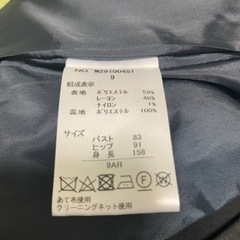 NO M29100451
9
組成表示
表地 ポリエステル 59%
レーヨン 40%
ナイロン 1%
裏地 ポリエステル 100%
サイズ
バスト 83
ヒップ 91
身長 158
9AR
あて布使用
クリーニングネット使用